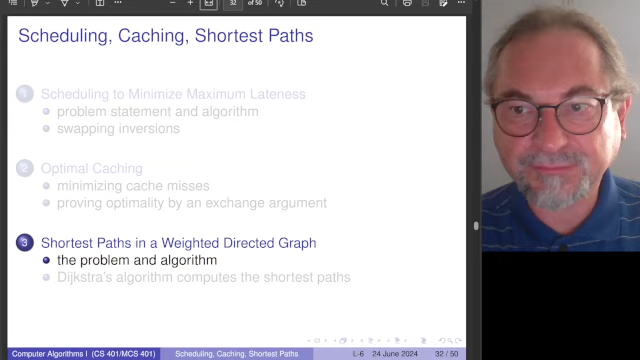 32 of 50
Scheduling, Caching, Shortest Paths
1 Scheduling to Minimize Maximum Lateness
problem statement and algorithm
swapping inversions
2 Optimal Caching
minimizing cache misses
proving optimality by an exchange argument
3 Shortest Paths in a Weighted Directed Graph
the problem and algorithm
Dijkstra's algorithm computes the shortest paths
Computer Algorithms I (CS 401/MCS 401) Scheduling, Caching, Shortest Paths L-6 24 June 2024 32 / 50